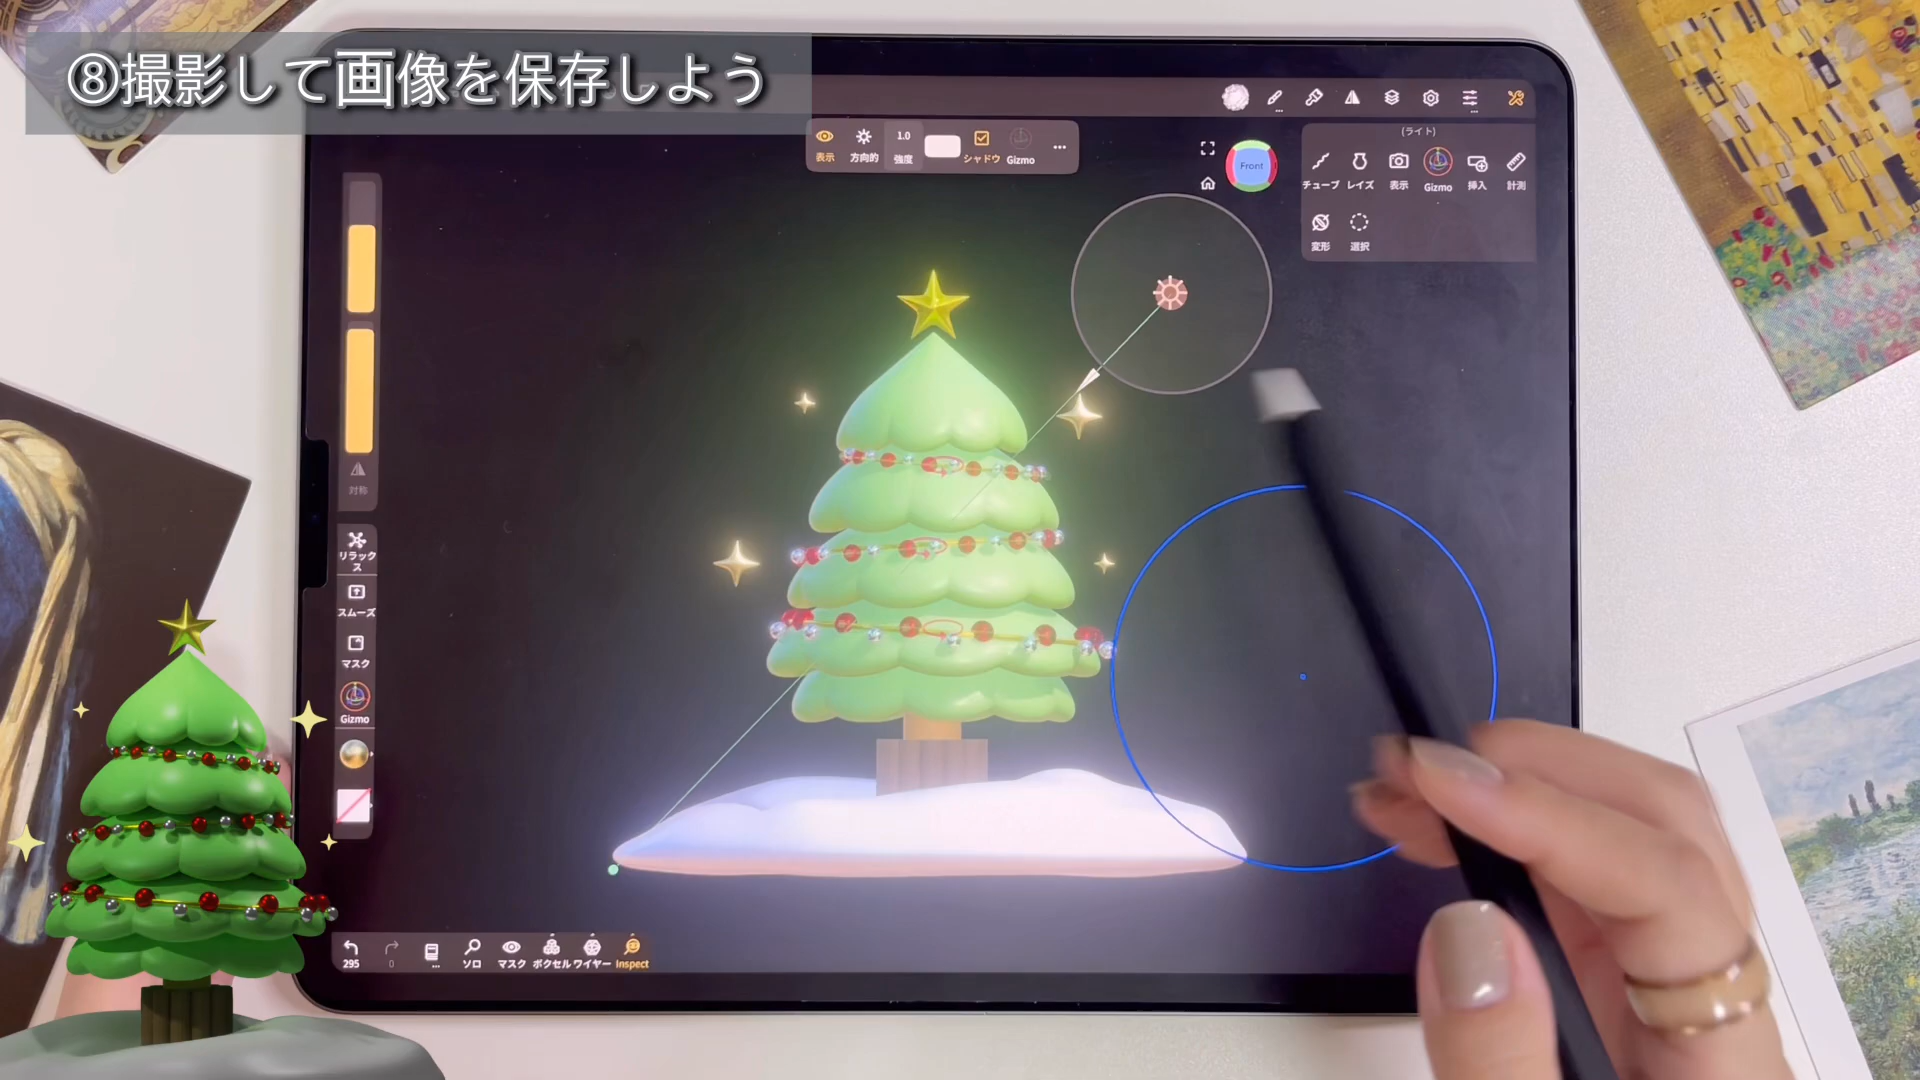 ⑧撮影して画像を保存しよう
表示
方向的
1.0
強度
シャドウ
Gizmo
Front
(ライト)
チューブ
レイズ
表示
Gizmo
挿入
計測
変形
選択
対称
リラックス
スムーズ
マスク
Gizmo
295
0
ソロ
マスク
ボクセル
ワイヤー
Inspect